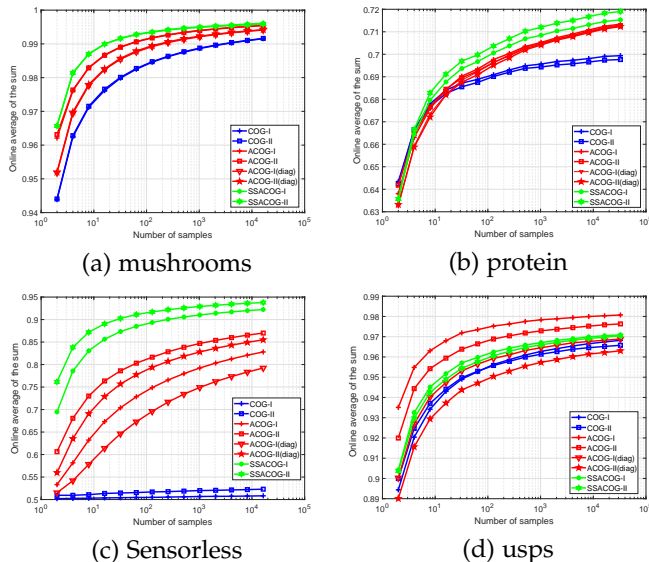 Online average of the sum
1
0.99
0.98
0.97
0.96
0.95
0.94
10^0
10^1
10^2
10^3
10^4
10^5
Number of samples
COG-I
COG-II
ACOG-I
ACOG-II
ACOG-I(diag)
ACOG-II(diag)
SSACOG-I
SSACOG-II
(a) mushrooms
Online average of the sum
0.72
0.71
0.7
0.69
0.68
0.67
0.66
0.65
0.64
0.63
10^0
10^1
10^2
10^3
10^4
10^5
Number of samples
COG-I
COG-II
ACOG-I
ACOG-II
ACOG-I(diag)
ACOG-II(diag)
SSACOG-I
SSACOG-II
(b) protein
Online average of the sum
0.95
0.9
0.85
0.8
0.75
0.7
0.65
0.6
0.55
0.5
10^0
10^1
10^2
10^3
10^4
10^5
Number of samples
COG-I
COG-II
ACOG-I
ACOG-II
ACOG-I(diag)
ACOG-II(diag)
SSACOG-I
SSACOG-II
(c) Sensorless
Online average of the sum
0.99
0.98
0.97
0.96
0.95
0.94
0.93
0.92
0.91
0.9
0.89
10^0
10^1
10^2
10^3
10^4
10^5
Number of samples
COG-I
COG-II
ACOG-I
ACOG-II
ACOG-I(diag)
ACOG-II(diag)
SSACOG-I
SSACOG-II
(d) usps